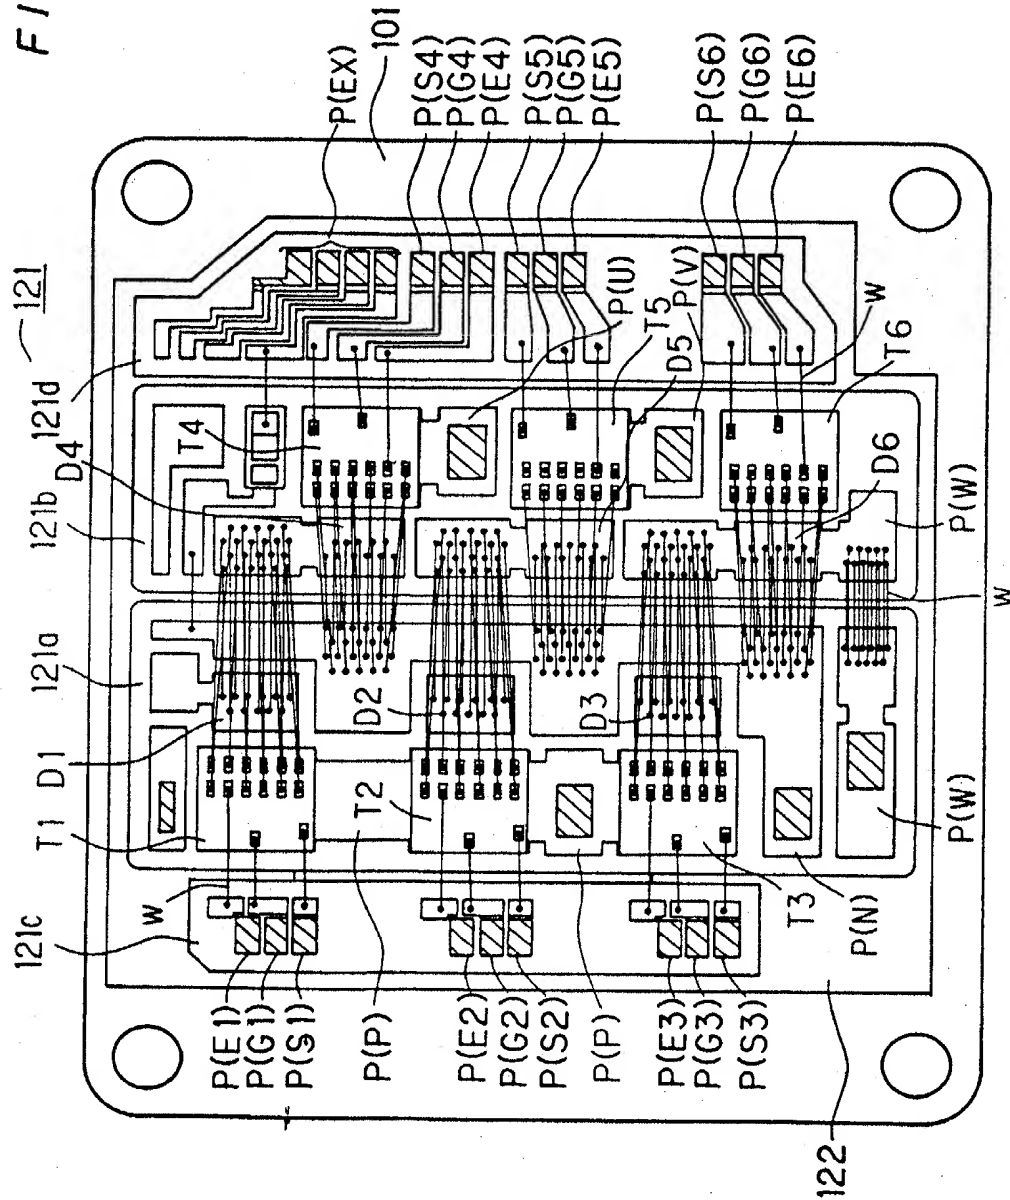 FI
121
101
P(EX)
P(S4)
P(G4)
P(E4)
P(S5)
P(G5)
P(E5)
P(S6)
P(G6)
P(E6)
121d
121b
121a
121c
D4
T4
P(U)
T5
D5
P(V)
W
T6
D6
P(W)
W
D1
T1
W
D2
T2
D3
T3
P(W)
P(N)
P(E1)
P(G1)
P(S1)
P(P)
P(E2)
P(G2)
P(S2)
P(P)
P(E3)
P(G3)
P(S3)
122